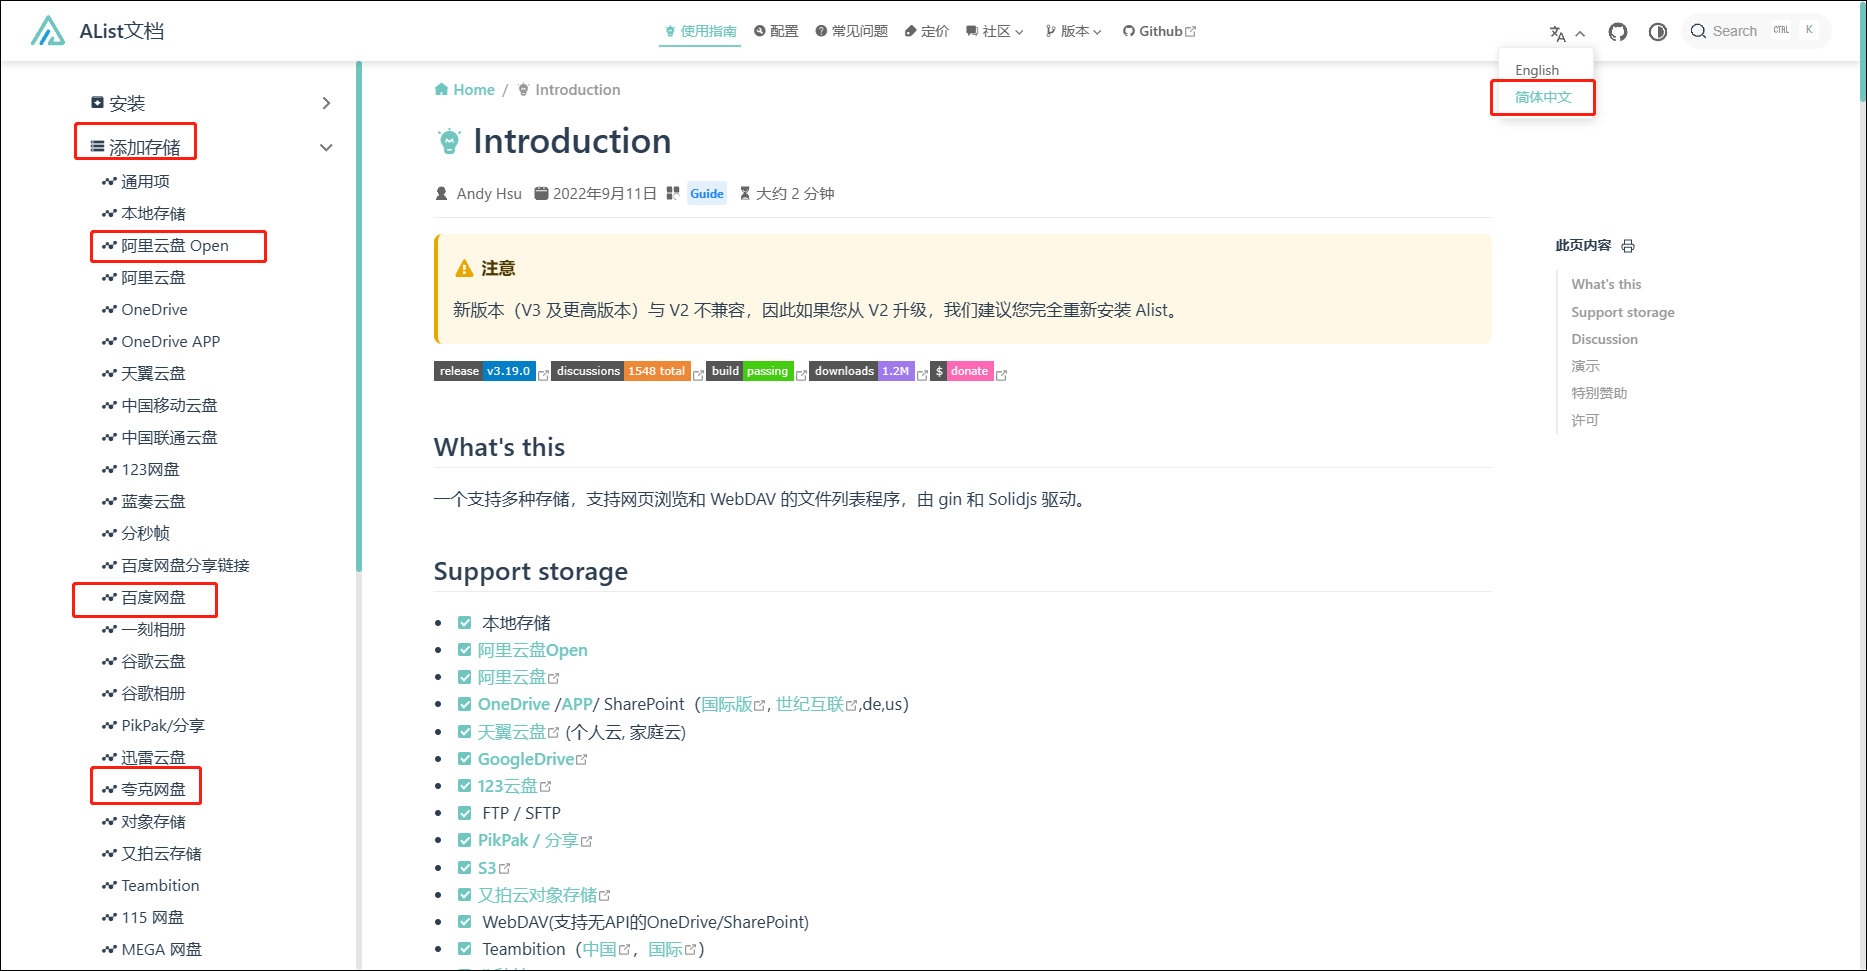 AList文档
使用指南
配置
常见问题
定价
社区
版本
Github
Search
CTRL
K
English
简体中文
安装
添加存储
通用项
本地存储
阿里云盘 Open
阿里云盘
OneDrive
OneDrive APP
天翼云盘
中国移动云盘
中国联通云盘
123网盘
蓝奏云盘
分秒帧
百度网盘分享链接
百度网盘
一刻相册
谷歌云盘
谷歌相册
PikPak/分享
迅雷云盘
夸克网盘
对象存储
又拍云存储
Teambition
115 网盘
MEGA 网盘
Home / Introduction
Introduction
Andy Hsu 2022年9月11日 Guide 大约 2 分钟
注意
新版本（V3 及更高版本）与 V2 不兼容，因此如果您从 V2 升级，我们建议您完全重新安装 Alist。
release v3.19.0 discussions 1548 total build passing downloads 1.2M $ donate
What's this
一个支持多种存储，支持网页浏览和 WebDAV 的文件列表程序，由 gin 和 Solidjs 驱动。
Support storage
本地存储
阿里云盘Open
阿里云盘
OneDrive /APP/ SharePoint（国际版, 世纪互联,de,us）
天翼云盘 (个人云, 家庭云)
GoogleDrive
123云盘
FTP / SFTP
PikPak / 分享
S3
又拍云对象存储
WebDAV(支持无API的OneDrive/SharePoint)
Teambition（中国，国际）
此页内容
What's this
Support storage
Discussion
演示
特别赞助
许可